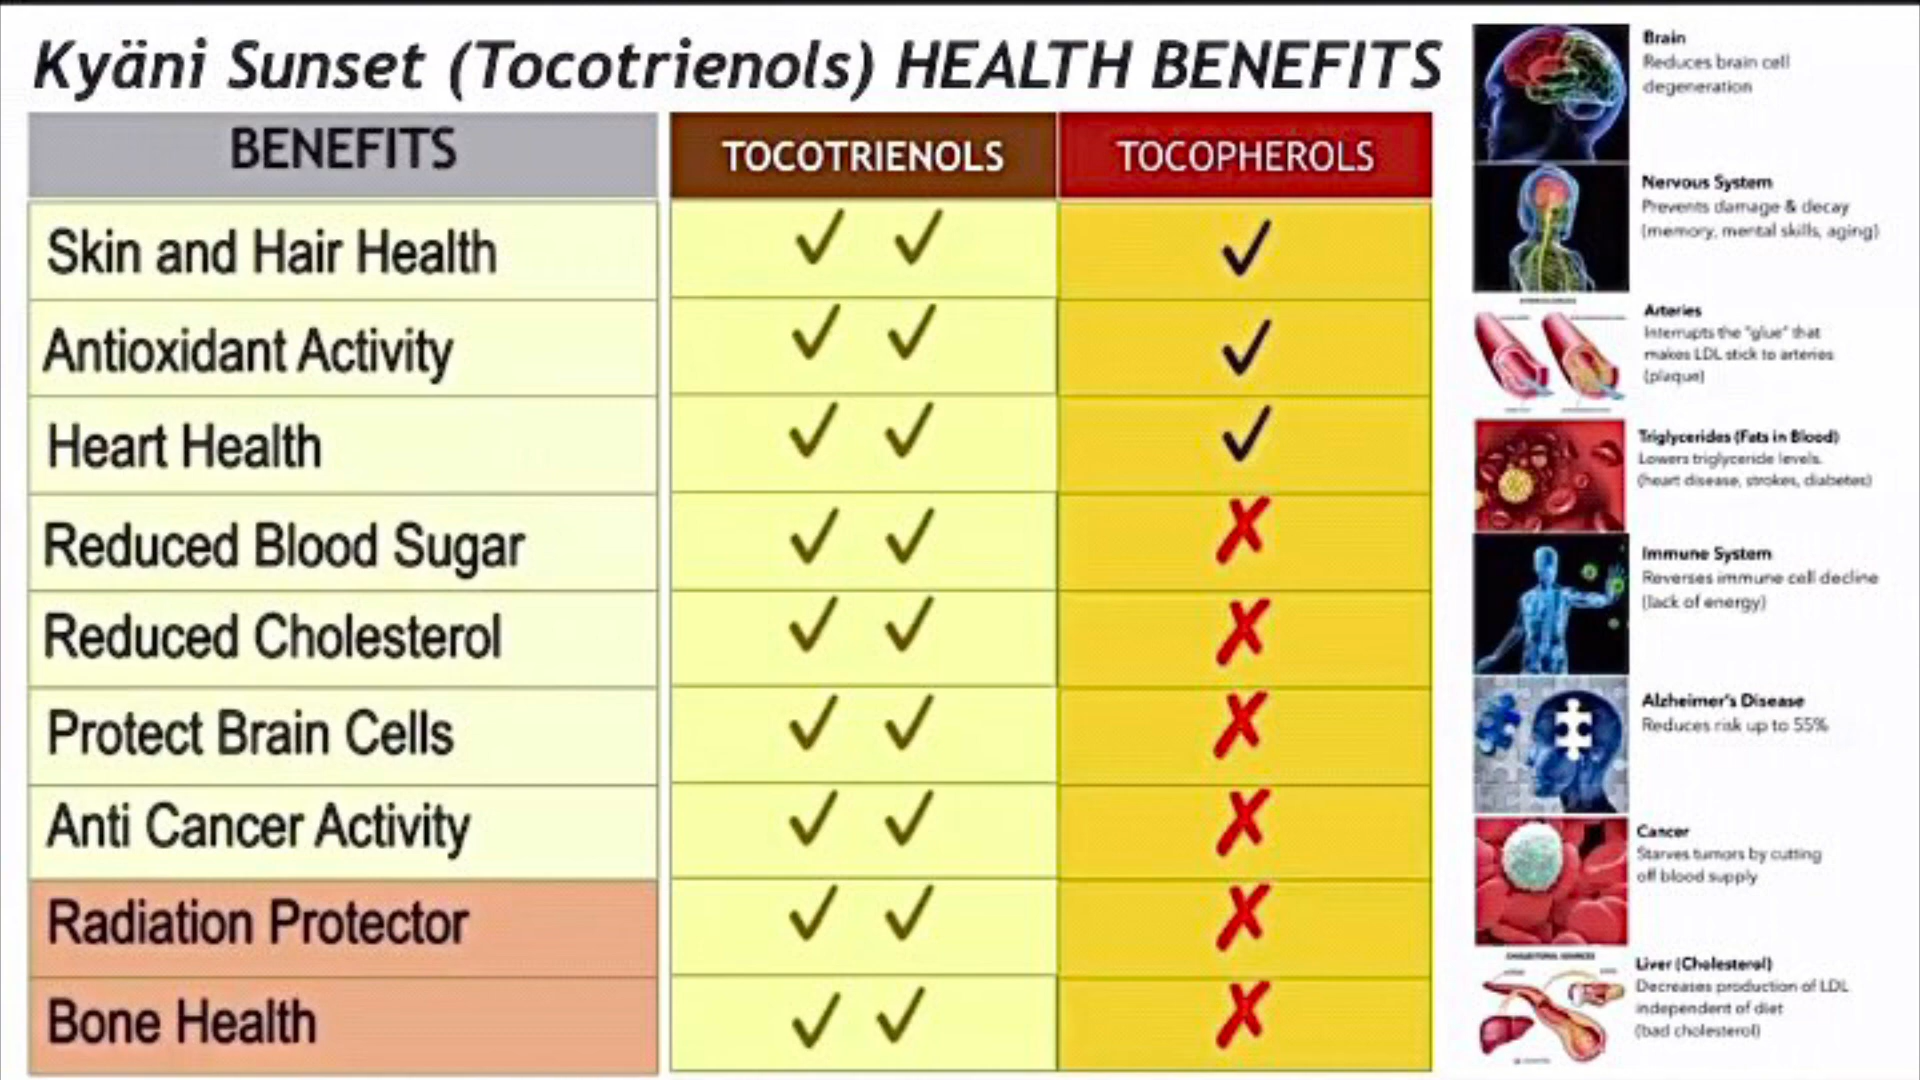 Kyäni Sunset (Tocotrienols) HEALTH BENEFITS
BENEFITS
TOCOTRIENOLS
TOCOPHEROLS
Skin and Hair Health
Antioxidant Activity
Heart Health
Reduced Blood Sugar
Reduced Cholesterol
Protect Brain Cells
Anti Cancer Activity
Radiation Protector
Bone Health
Brain
Reduces brain cell
degeneration
Nervous System
Prevents damage & decay
(memory, mental skills, aging)
Arteries
Interrupts the "glue" that
makes LDL stick to arteries
(plaque)
Triglycerides (Fats in Blood)
Lowers triglyceride levels.
(heart disease, strokes, diabetes)
Immune System
Reverses immune cell decline
(lack of energy)
Alzheimer's Disease
Reduces risk up to 55%
Cancer
Starves tumors by cutting
off blood supply
Liver (Cholesterol)
Decreases production of LDL
independent of diet
(bad cholesterol)